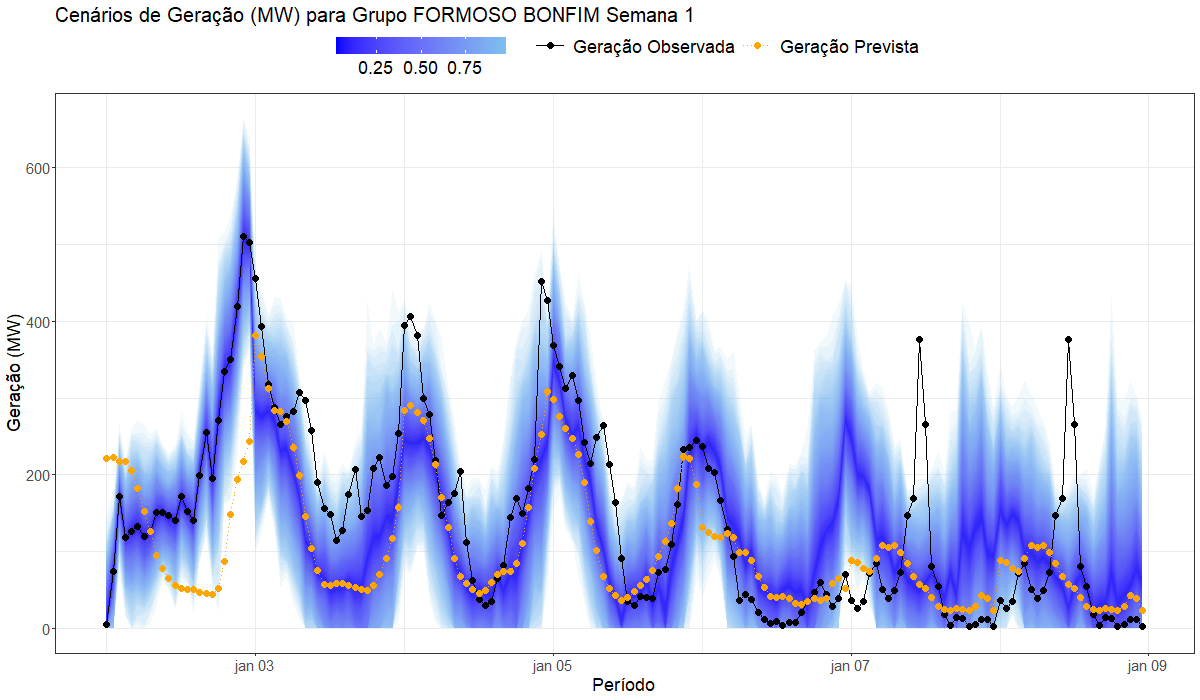 Cenários de Geração (MW) para Grupo FORMOSO BONFIM Semana 1
0.25 0.50 0.75
Geração Observada
Geração Prevista
Geração (MW)
600
400
200
0
jan 03 jan 05 jan 07 jan 09
Período